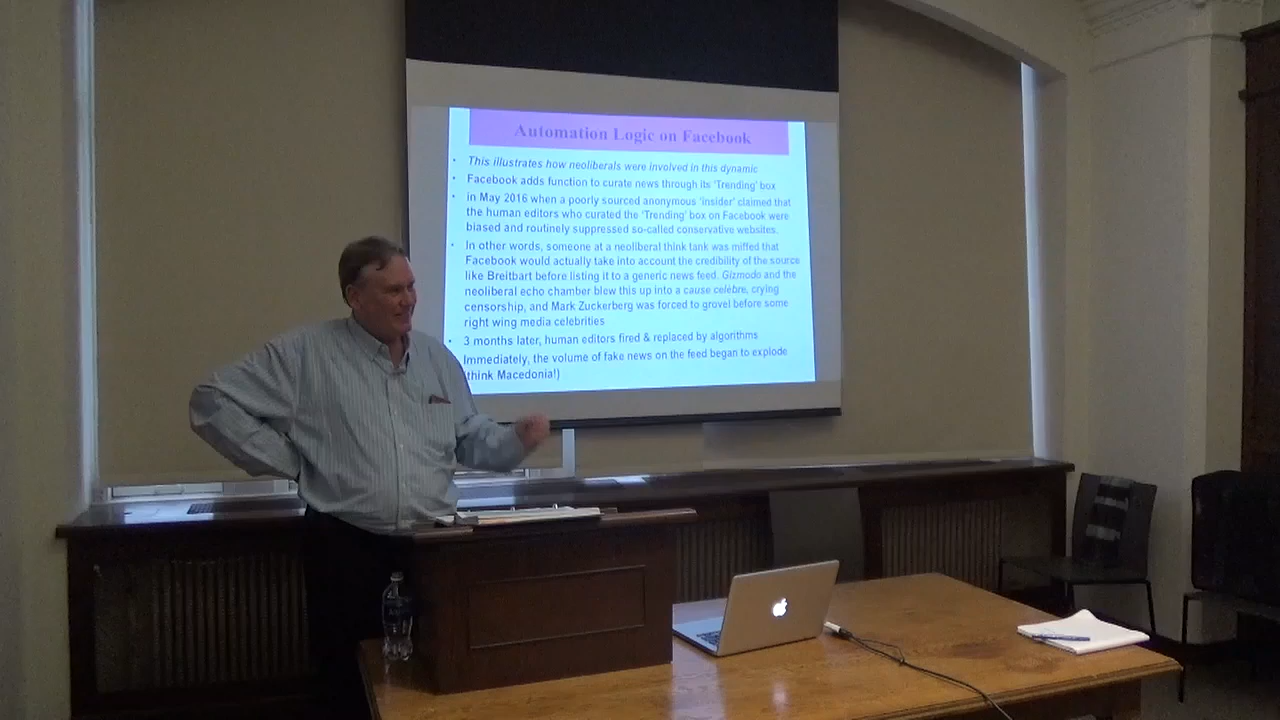 Automation Logic on Facebook
• This illustrates how neoliberals were involved in this dynamic
• Facebook adds function to curate news through its 'Trending' box
• in May 2016 when a poorly sourced anonymous 'insider' claimed that
the human editors who curated the 'Trending' box on Facebook were
biased and routinely suppressed so-called conservative websites.
• In other words, someone at a neoliberal think tank was miffed that
Facebook would actually take into account the credibility of the source
like Breitbart before listing it to a generic news feed. Gizmodo and the
neoliberal echo chamber blew this up into a cause celebre, crying
censorship, and Mark Zuckerberg was forced to grovel before some
right wing media celebrities
• 3 months later, human editors fired & replaced by algorithms
Immediately, the volume of fake news on the feed began to explode
(think Macedonia!)